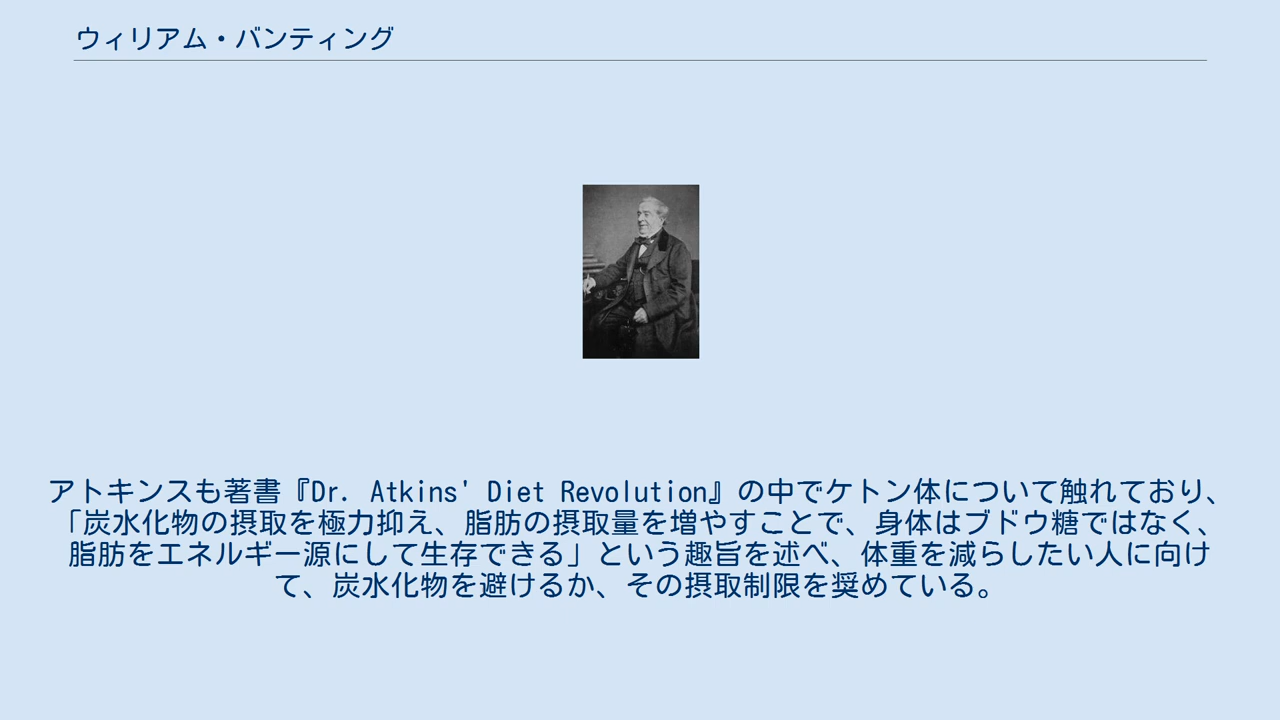 ウィリアム・バンティング
アトキンスも著書『Dr. Atkins' Diet Revolution』の中でケトン体について触れており、
「炭水化物の摂取を極力抑え、脂肪の摂取量を増やすことで、身体はブドウ糖ではなく、
脂肪をエネルギー源にして生存できる」という趣旨を述べ、体重を減らしたい人に向け
て、炭水化物を避けるか、その摂取制限を奨めている。